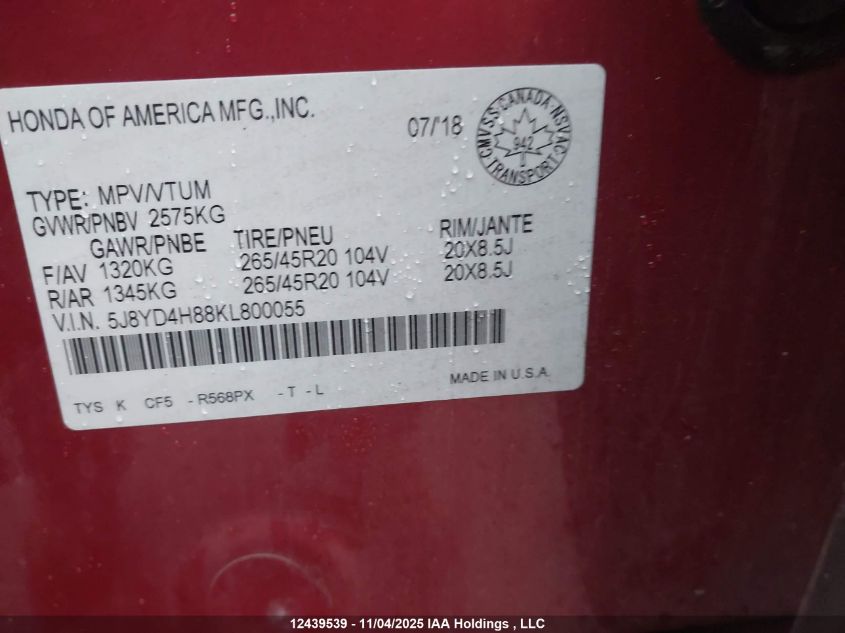 HONDA OF AMERICA MFG.,INC.
07/'18
CMVSS·CANADA·NSVAC
942
TRANSPORT
TYPE: MPV/VTUM
GVWR/PNBV 2575KG
GAWR/PNBE TIRE/PNEU RIM/JANTE
F/AV 1320KG 265/45R20 104V 20X8.5J
R/AR 1345KG 265/45R20 104V 20X8.5J
V.I.N. 5J8YD4H88KL800055
TYS K CF5 - R568PX - T - L MADE IN U.S.A.
12439539 - 11/04/2025 IAA Holdings , LLC